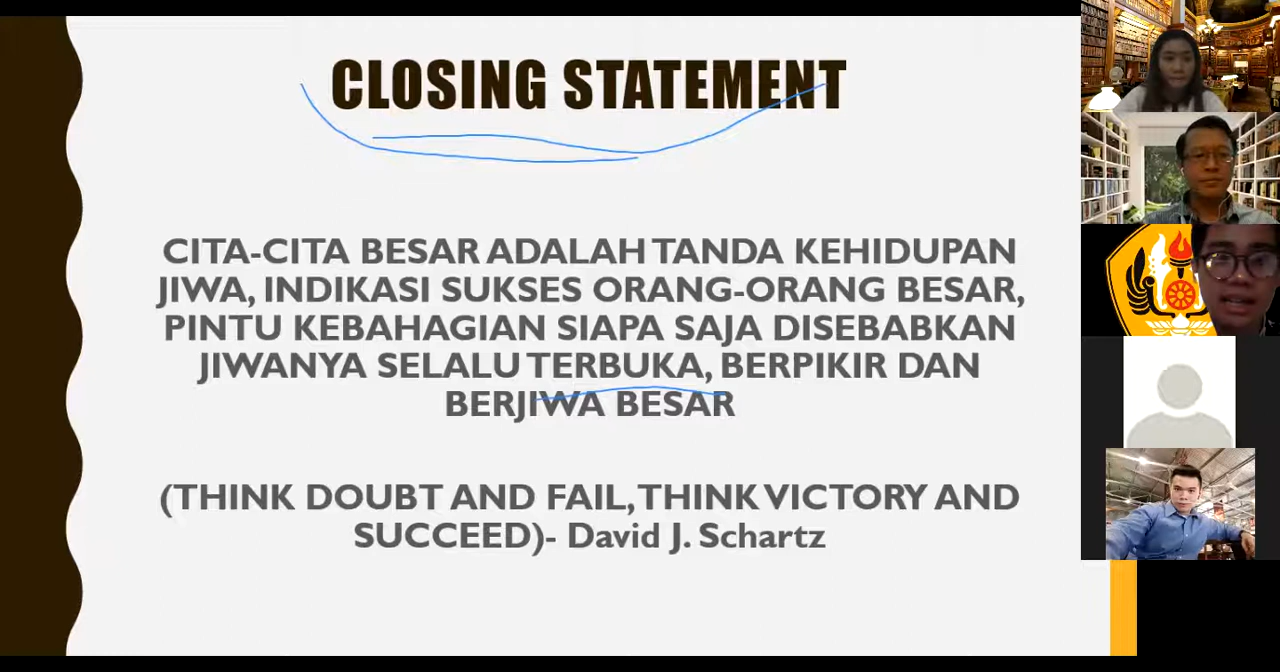 CLOSING STATEMENT
CITA-CITA BESAR ADALAH TANDA KEHIDUPAN
JIWA, INDIKASI SUKSES ORANG-ORANG BESAR,
PINTU KEBAHAGIAN SIAPA SAJA DISEBABKAN
JIWANYA SELALU TERBUKA, BERPIKIR DAN
BERJIWA BESAR
(THINK DOUBT AND FAIL, THINK VICTORY AND
SUCCEED)- David J. Schartz